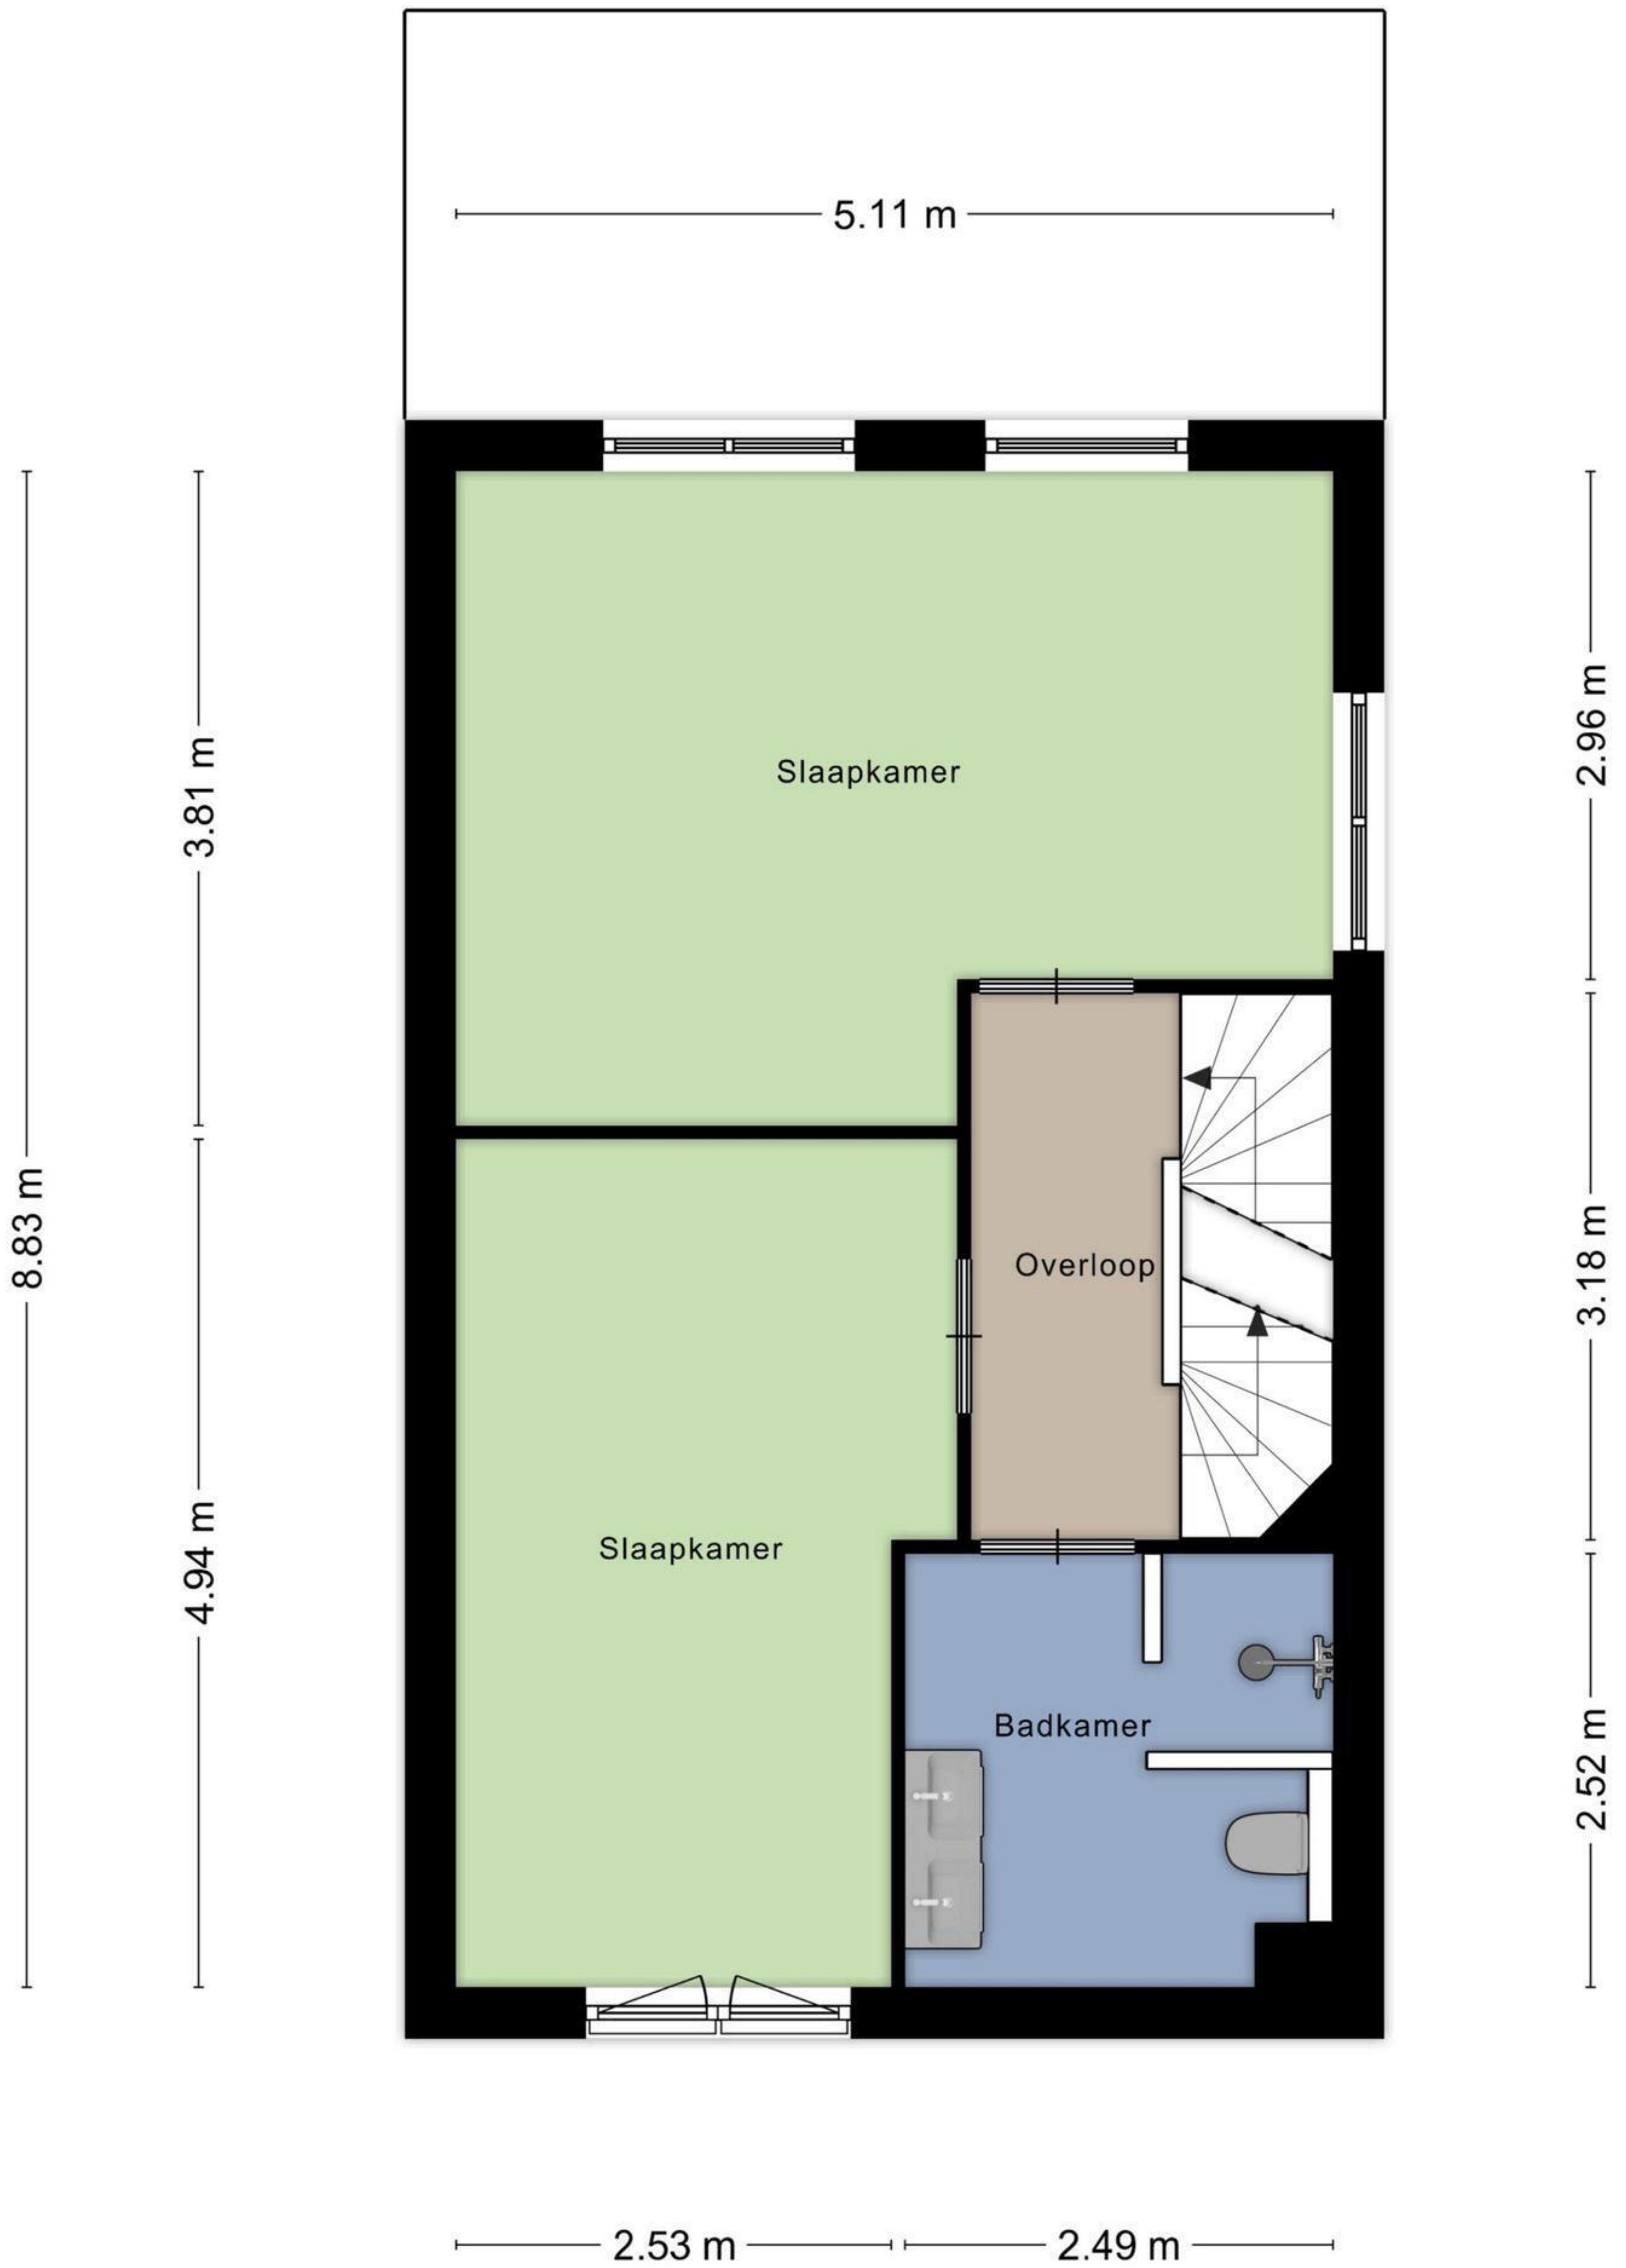 5.11 m
2.96 m
3.81 m
Slaapkamer
8.83 m
3.18 m
Overloop
4.94 m
Slaapkamer
Badkamer
2.52 m
2.53 m
2.49 m